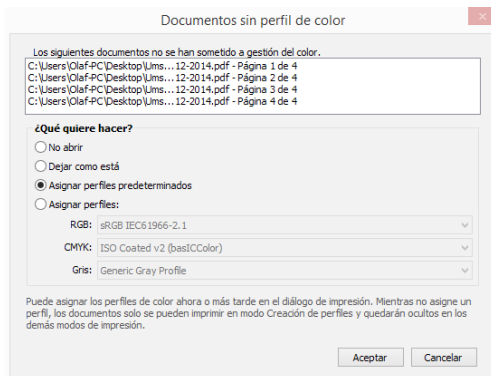 Documentos sin perfil de color
Los siguientes documentos no se han sometido a gestión del color.
C:\Users\Olaf-PC\Desktop\Ums...12-2014.pdf - Página 1 de 4
C:\Users\Olaf-PC\Desktop\Ums...12-2014.pdf - Página 2 de 4
C:\Users\Olaf-PC\Desktop\Ums...12-2014.pdf - Página 3 de 4
C:\Users\Olaf-PC\Desktop\Ums...12-2014.pdf - Página 4 de 4
¿Qué quiere hacer?
No abrir
Dejar como está
Asignar perfiles predeterminados
Asignar perfiles:
RGB: sRGB IEC61966-2.1
CMYK: ISO Coated v2 (basICColor)
Gris: Generic Gray Profile
Puede asignar los perfiles de color ahora o más tarde en el diálogo de impresión. Mientras no asigne un
perfil, los documentos solo se pueden imprimir en modo Creación de perfiles y quedarán ocultos en los
demás modos de impresión.
Aceptar Cancelar